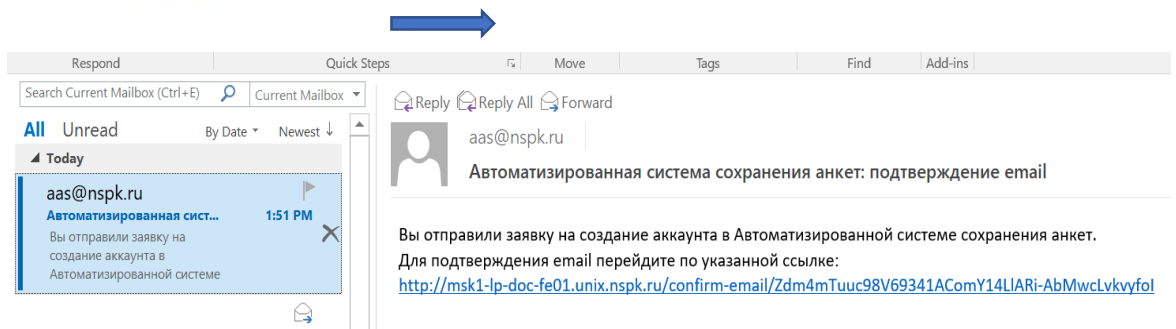 Respond Quick Steps Move Tags Find Add-ins
Search Current Mailbox (Ctrl+E) Current Mailbox
All Unread By Date Newest ↓
Today
aas@nspk.ru
Автоматизированная сист... 1:51 PM
Вы отправили заявку на
создание аккаунта в
Автоматизированной системе
Reply Reply All Forward
aas@nspk.ru
Автоматизированная система сохранения анкет: подтверждение email
Вы отправили заявку на создание аккаунта в Автоматизированной системе сохранения анкет.
Для подтверждения email перейдите по указанной ссылке:
http://msk1-lp-doc-fe01.unix.nspk.ru/confirm-email/Zdm4mTuuc98V69341AComY14LlARi-AbMwcLvkvyfoI